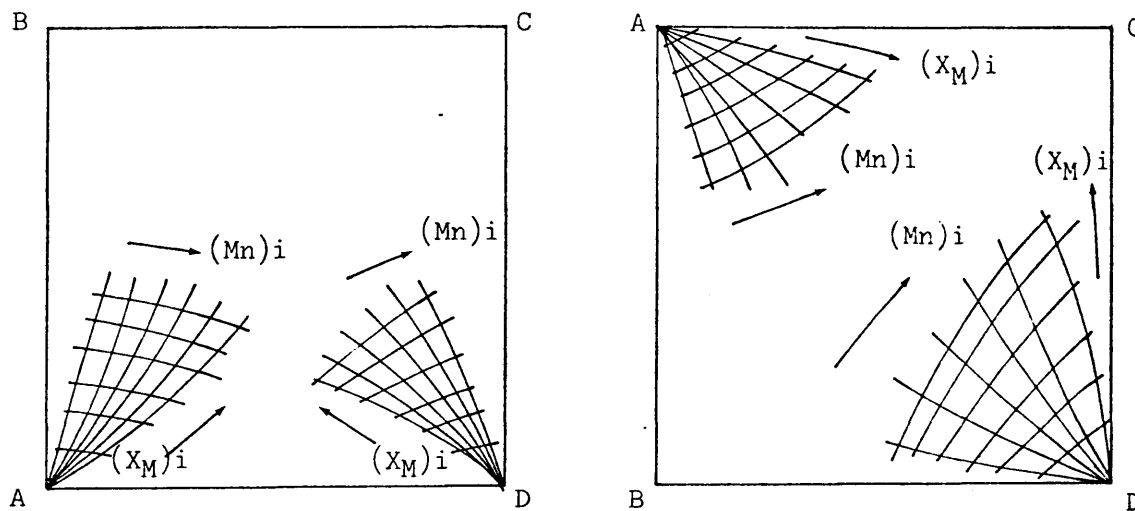 B C
(Mn)i
(Mn)i
(X_M)i
(X_M)i
A D
A C
(X_M)i
(Mn)i
(X_M)i
(Mn)i
B D